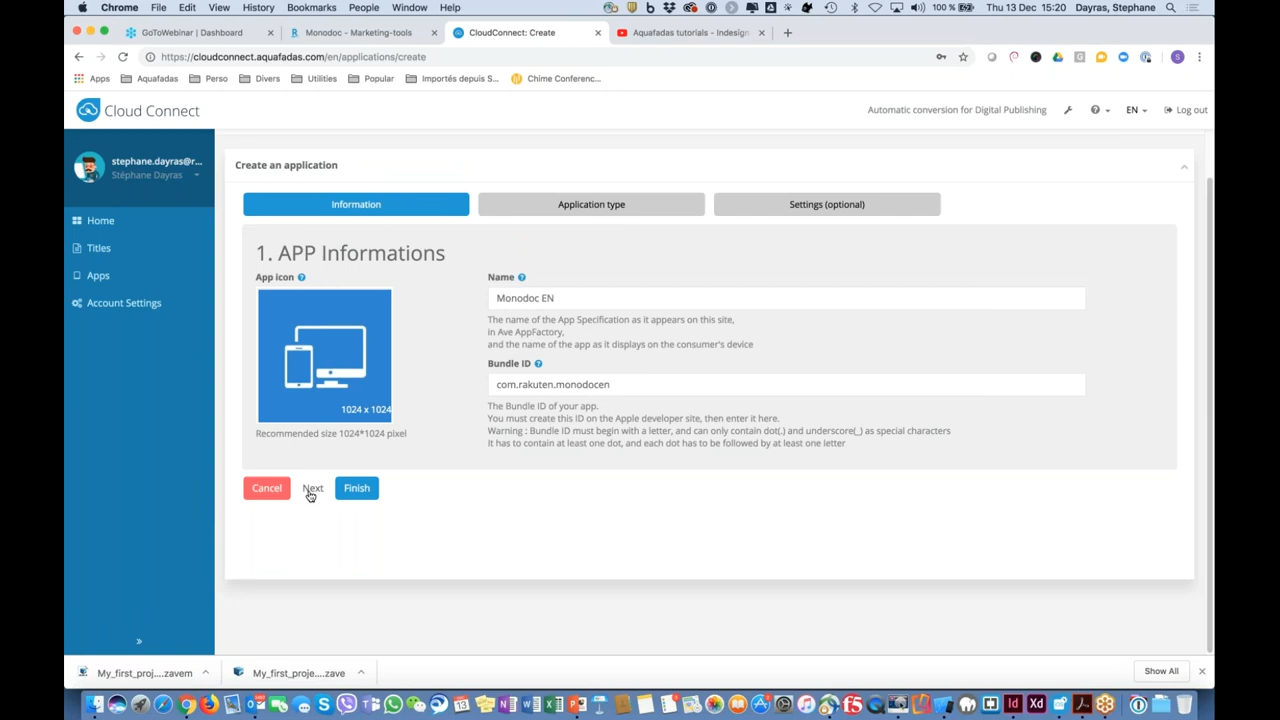 Chrome File Edit View History Bookmarks People Window Help 100 % Thu 13 Dec 15:20 Dayras, Stephane
GoToWebinar | Dashboard Monodoc - Marketing-tools CloudConnect: Create Aquafadas tutorials - Indesign
https://cloudconnect.aquafadas.com/en/applications/create
Apps Aquafadas Perso Divers Utilities Popular Importés depuis S... Chime Conferenc...
Cloud Connect Automatic conversion for Digital Publishing EN Log out
stephane.dayras@r...
Stéphane Dayras
Home
Titles
Apps
Account Settings
»
Create an application
Information Application type Settings (optional)
1. APP Informations
App icon
1024 x 1024
Recommended size 1024*1024 pixel
Name
Monodoc EN
The name of the App Specification as it appears on this site,
in Ave AppFactory,
and the name of the app as it displays on the consumer's device
Bundle ID
com.rakuten.monodocen
The Bundle ID of your app.
You must create this ID on the Apple developer site, then enter it here.
Warning : Bundle ID must begin with a letter, and can only contain dot(.) and underscore(_) as special characters
It has to contain at least one dot, and each dot has to be followed by at least one letter
Cancel Next Finish
My_first_proj....zavem My_first_proje....zave Show All